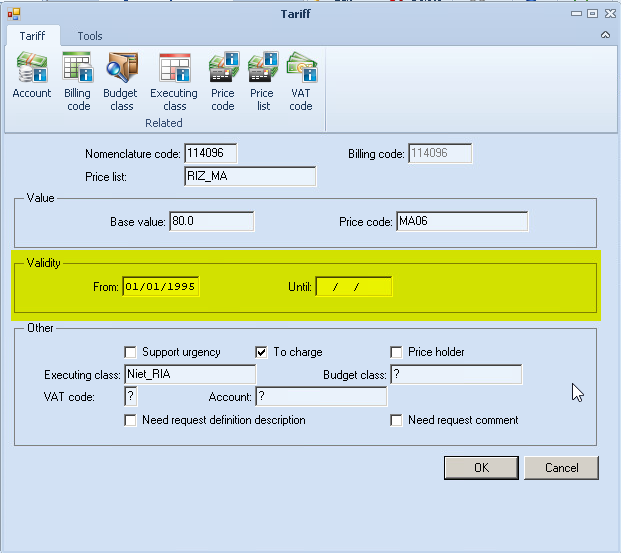 Tariff
Tariff Tools
Account Billing code Budget class Executing class Price code Price list VAT code
Related
Nomenclature code: 114096 Billing code: 114096
Price list: RIZ_MA
Value
Base value: 80.0 Price code: MA06
Validity
From: 01/01/1995 Until: / /
Other
Support urgency To charge Price holder
Executing class: Niet_RIA Budget class: ?
VAT code: ? Account: ?
Need request definition description Need request comment
OK Cancel